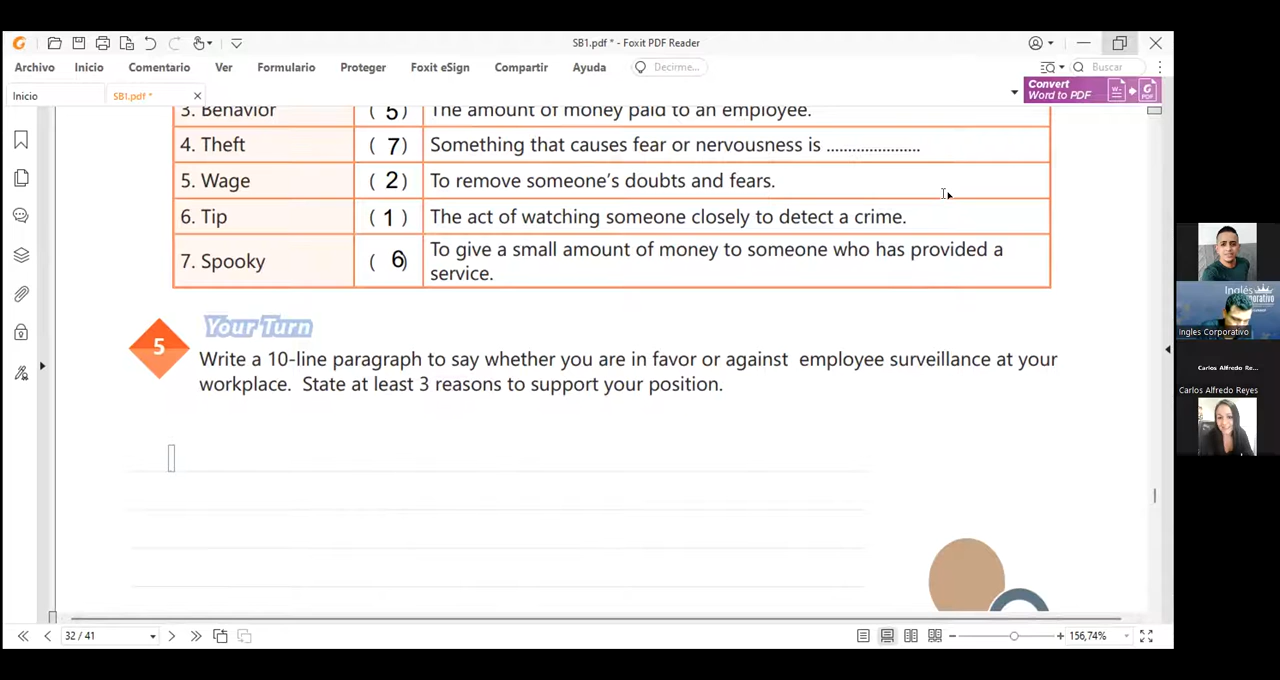 SB1.pdf * - Foxit PDF Reader
Archivo Inicio Comentario Ver Formulario Proteger Foxit eSign Compartir Ayuda Decirme... Buscar
Inicio SB1.pdf *
Convert
Word to PDF
3. Behavior ( 5 ) The amount of money paid to an employee.
4. Theft ( 7 ) Something that causes fear or nervousness is ......................
5. Wage ( 2 ) To remove someone's doubts and fears.
6. Tip ( 1 ) The act of watching someone closely to detect a crime.
7. Spooky ( 6 ) To give a small amount of money to someone who has provided a
service.
Your Turn
5
Write a 10-line paragraph to say whether you are in favor or against employee surveillance at your
workplace. State at least 3 reasons to support your position.
Inglés
Ingles Corporativo
Carlos Alfredo Re...
Carlos Alfredo Reyes
32 / 41
156,74%